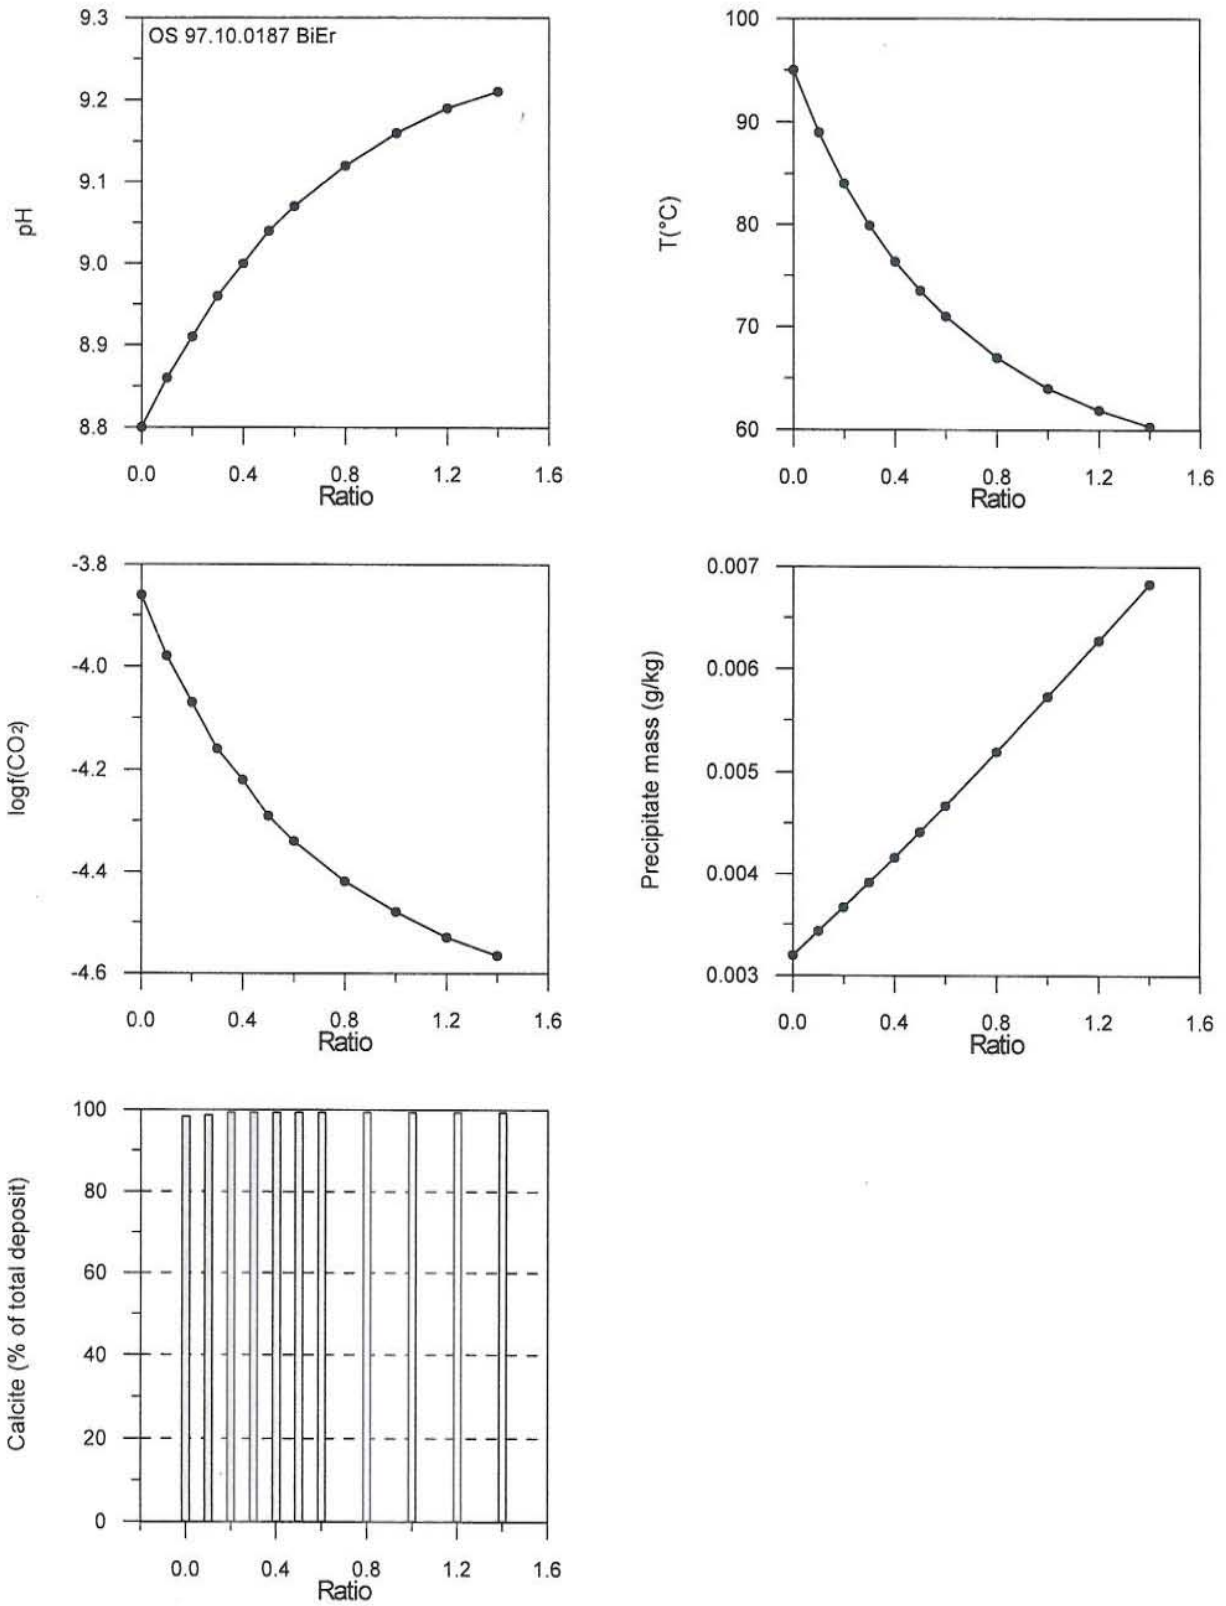 OS 97.10.0187 BiEr
9.3
9.2
9.1
9.0
8.9
8.8
pH
0.0 0.4 0.8 1.2 1.6
Ratio
100
90
80
70
60
T(°C)
0.0 0.4 0.8 1.2 1.6
Ratio
-3.8
-4.0
-4.2
-4.4
-4.6
logf(CO2)
0.0 0.4 0.8 1.2 1.6
Ratio
0.007
0.006
0.005
0.004
0.003
Precipitate mass (g/kg)
0.0 0.4 0.8 1.2 1.6
Ratio
100
80
60
40
20
0
Calcite (% of total deposit)
0.0 0.4 0.8 1.2 1.6
Ratio